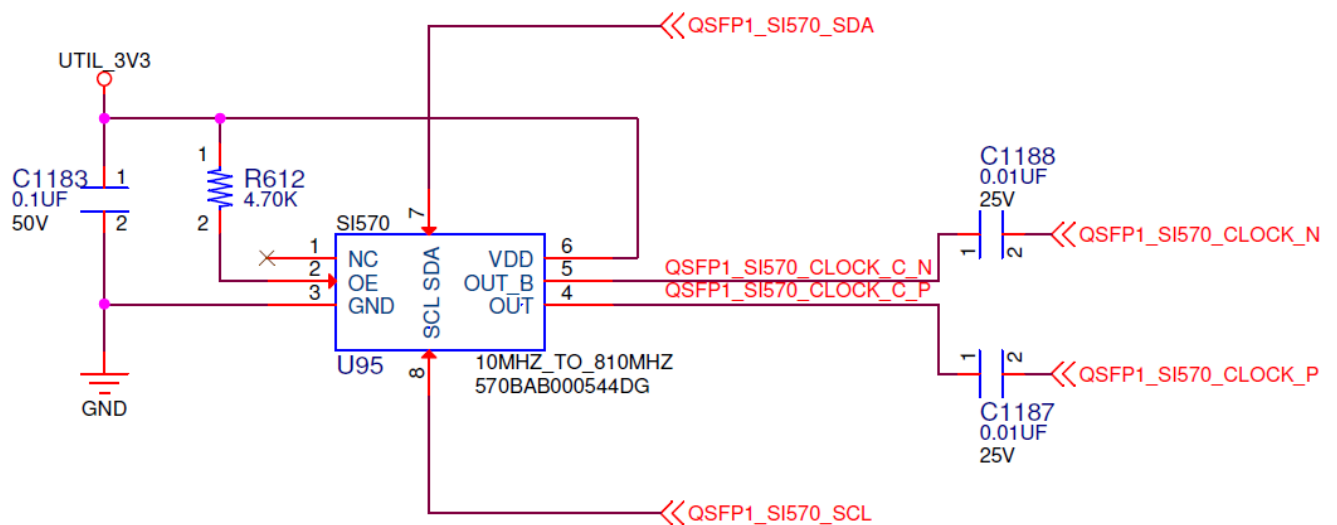 QSFP1_SI570_SDA
UTIL_3V3
C1183
0.1UF
50V
1
2
1
2
R612
4.70K
SI570
7
1
2
3
NC
OE
GND
SCL SDA
VDD
OUT_B
OUT
6
5
4
8
U95
10MHZ_TO_810MHZ
570BAB000544DG
GND
QSFP1_SI570_CLOCK_C_N
QSFP1_SI570_CLOCK_C_P
C1188
0.01UF
25V
1
2
QSFP1_SI570_CLOCK_N
1
2
QSFP1_SI570_CLOCK_P
C1187
0.01UF
25V
QSFP1_SI570_SCL